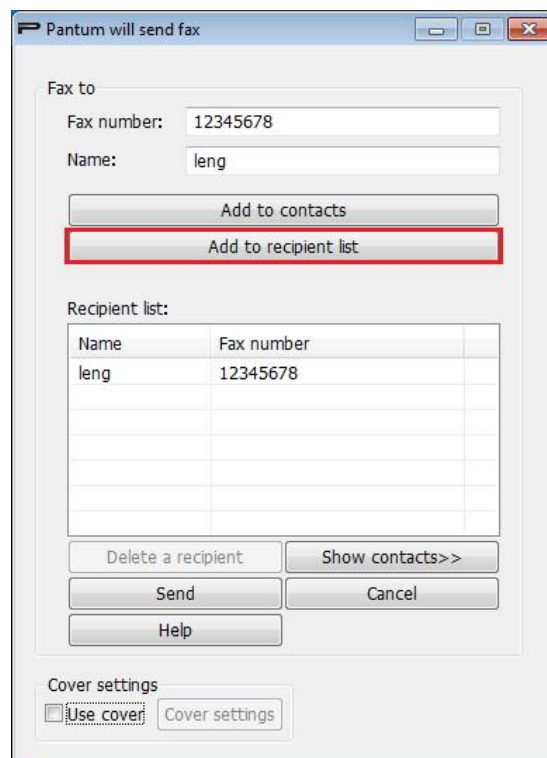 Pantum will send fax
Fax to
Fax number: 12345678
Name: leng
Add to contacts
Add to recipient list
Recipient list:
Name Fax number
leng 12345678
Delete a recipient Show contacts>>
Send Cancel
Help
Cover settings
Use cover Cover settings